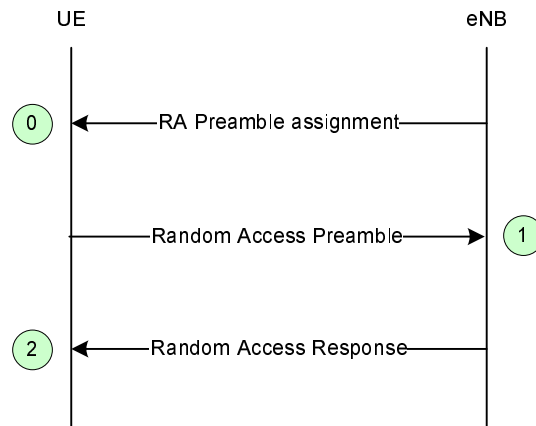 UE eNB
0 RA Preamble assignment
Random Access Preamble 1
2 Random Access Response